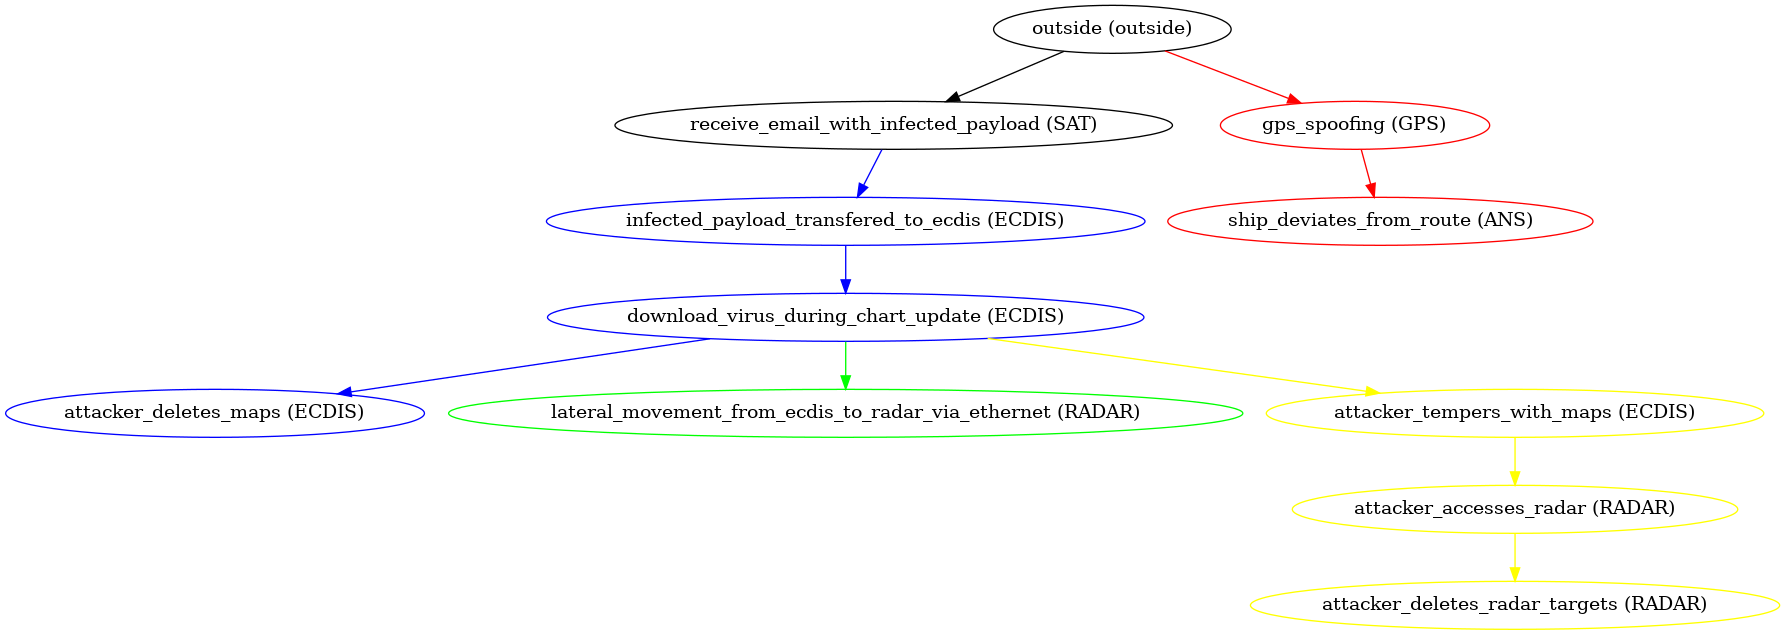 outside (outside)
receive_email_with_infected_payload (SAT)
gps_spoofing (GPS)
infected_payload_transfered_to_ecdis (ECDIS)
ship_deviates_from_route (ANS)
download_virus_during_chart_update (ECDIS)
attacker_deletes_maps (ECDIS)
lateral_movement_from_ecdis_to_radar_via_ethernet (RADAR)
attacker_tempers_with_maps (ECDIS)
attacker_accesses_radar (RADAR)
attacker_deletes_radar_targets (RADAR)